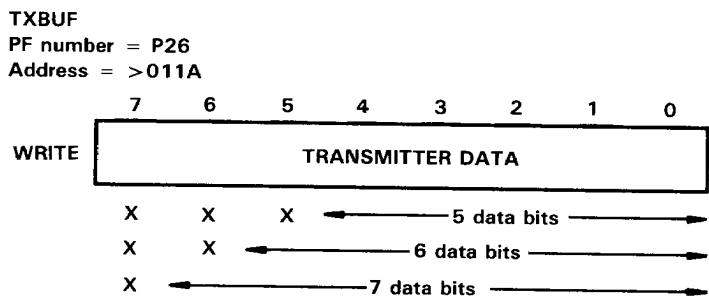 TXBUF
PF number = P26
Address = >011A
7 6 5 4 3 2 1 0
WRITE TRANSMITTER DATA
X X X 5 data bits
X X 6 data bits
X 7 data bits